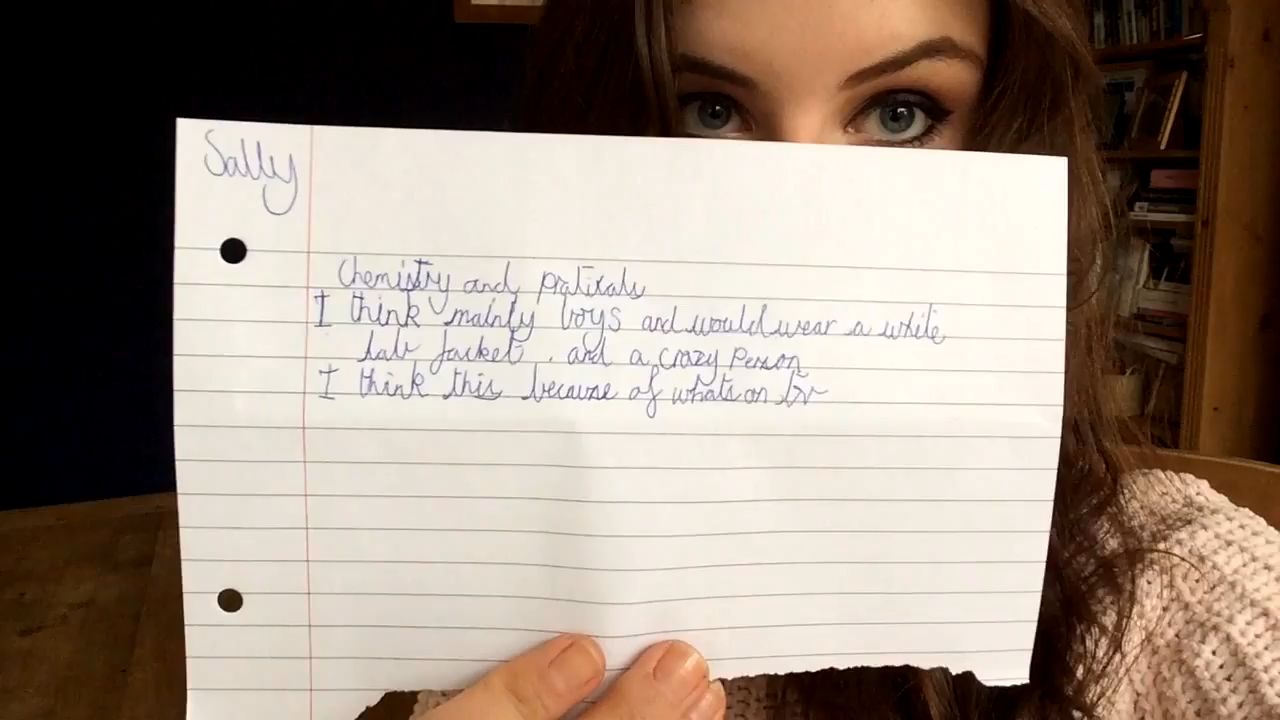 Sally
Chemistry and pratikals
I think mainly boys and would wear a white
lab jacket. and a crazy person
I think this because of whats on tv